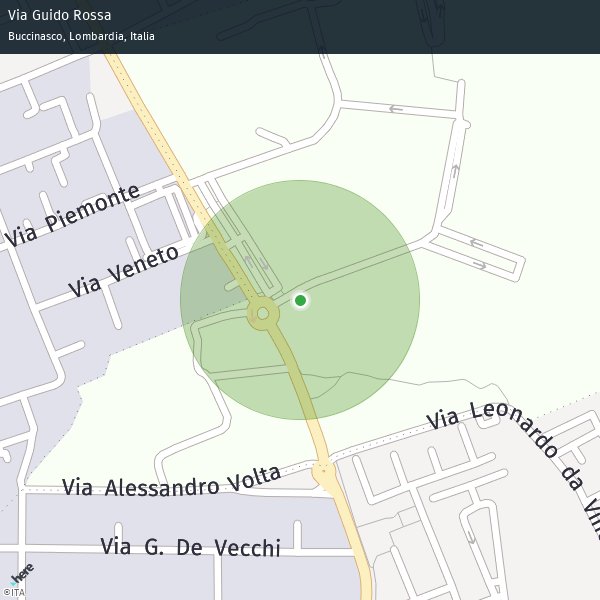 Via Guido Rossa
Buccinasco, Lombardia, Italia
Via Piemonte
Via Veneto
Via Leonardo da Vin
Via Alessandro Volta
Via G. De Vecchi
here
©ITA